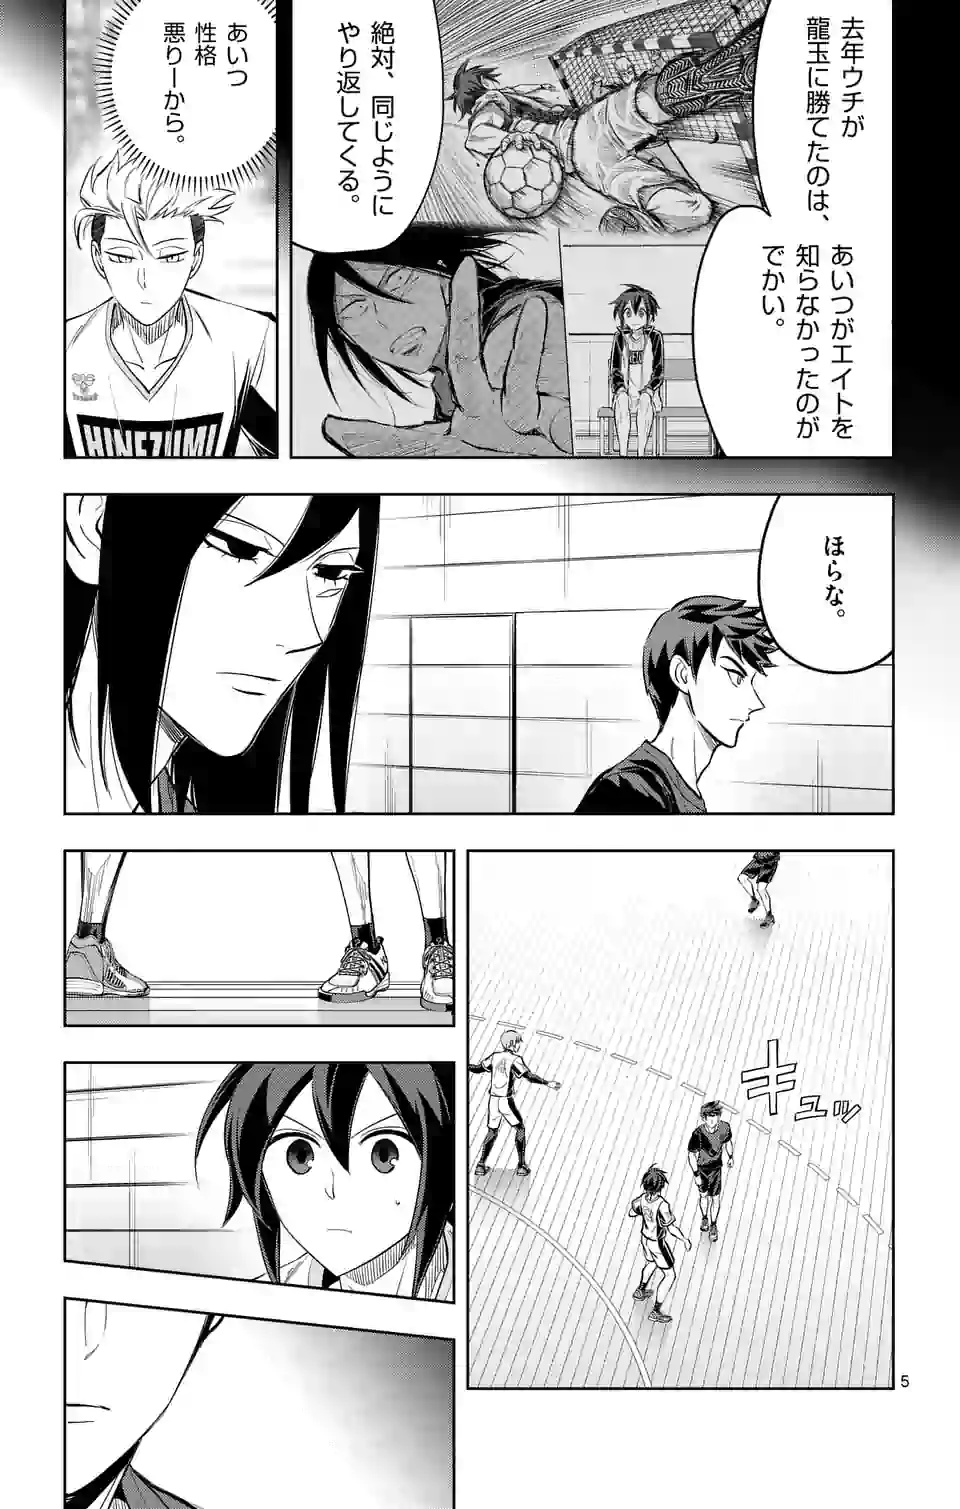 去年ウチが
龍玉に勝てたのは、
あいつがエイトを
知らなかったのが
でかい。
絶対、同じように
やり返してくる。
あいつ
性格
悪りーから。
HINEZUMI
ほらな。
キュッ
5